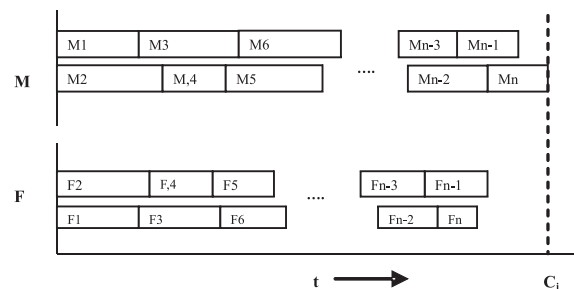 M1 M3 M6 Mn-3 Mn-1
M
M2 M,4 M5 .... Mn-2 Mn
F
F2 F,4 F5 Fn-3 Fn-1
F1 F3 F6 .... Fn-2 Fn
t C_i